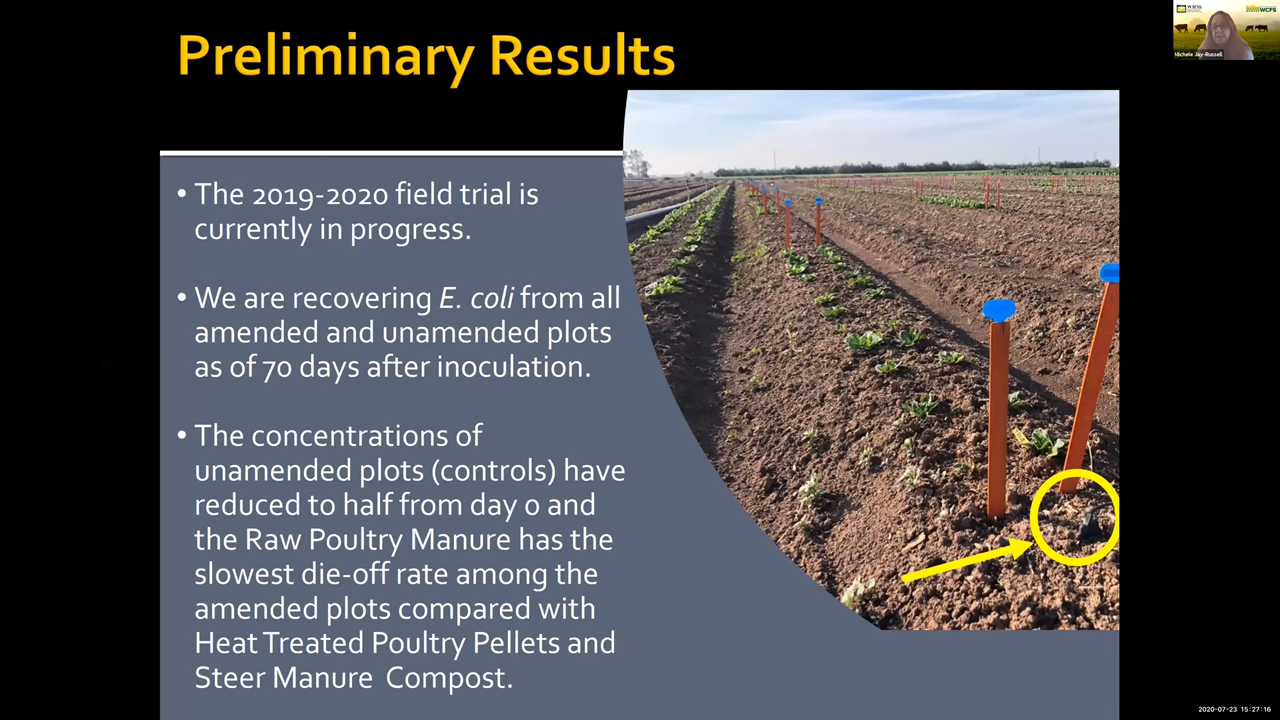 Preliminary Results
• The 2019-2020 field trial is
currently in progress.
• We are recovering E. coli from all
amended and unamended plots
as of 70 days after inoculation.
• The concentrations of
unamended plots (controls) have
reduced to half from day 0 and
the Raw Poultry Manure has the
slowest die-off rate among the
amended plots compared with
Heat Treated Poultry Pellets and
Steer Manure Compost.
WCFS
Michele Jay-Russell
2020-07-23 15:27:16